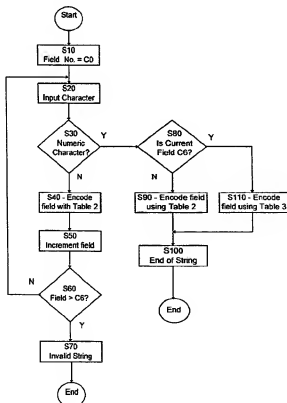 Start
S10
Field No. = C0
S20
Input Character
S30
Numeric
Character?
Y
N
S80
Is Current
Field C6?
Y
N
S40 - Encode
field with Table 2
S90 - Encode field
using Table 2
S110 - Encode
field using Table 3
S50
Increment field
S100
End of String
N
S60
Field > C6?
Y
End
S70
Invalid String
End